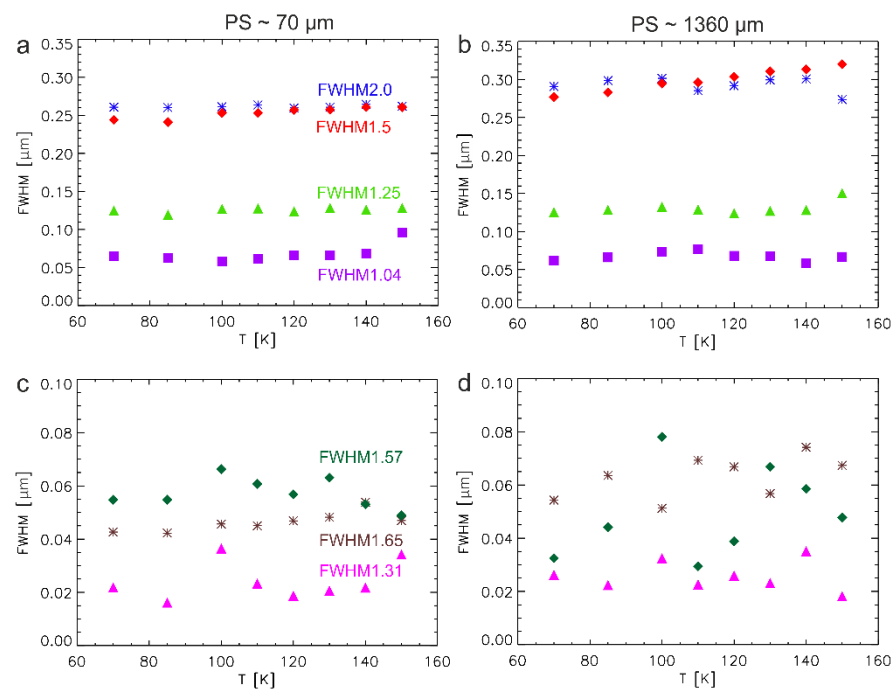 PS ~ 70 µm
PS ~ 1360 µm
a
0.35
0.30
0.25
0.20
0.15
0.10
0.05
0.00
FWHM [µm]
FWHM2.0
FWHM1.5
FWHM1.25
FWHM1.04
60 80 100 120 140 160
T [K]
b
0.35
0.30
0.25
0.20
0.15
0.10
0.05
0.00
FWHM [µm]
60 80 100 120 140 160
T [K]
c
0.10
0.08
0.06
0.04
0.02
0.00
FWHM [µm]
FWHM1.57
FWHM1.65
FWHM1.31
60 80 100 120 140 160
T [K]
d
0.10
0.08
0.06
0.04
0.02
0.00
FWHM [µm]
60 80 100 120 140 160
T [K]